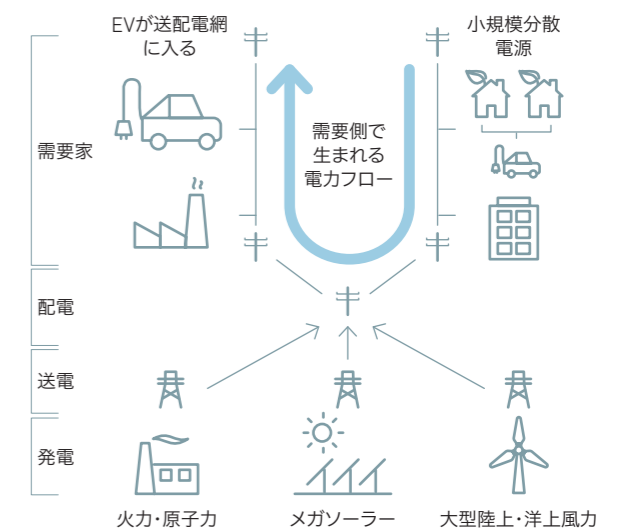 EVが送配電網
に入る
小規模分散
電源
需要家
需要側で
生まれる
電力フロー
配電
送電
発電
火力・原子力
メガソーラー
大型陸上・洋上風力